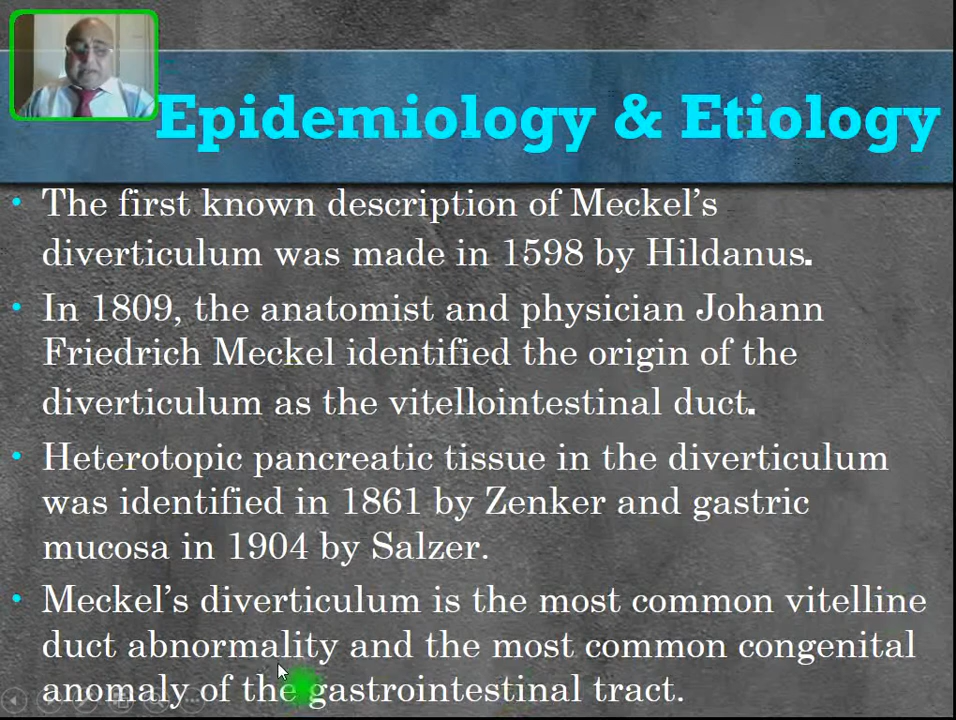 Epidemiology & Etiology
• The first known description of Meckel’s
diverticulum was made in 1598 by Hildanus.
• In 1809, the anatomist and physician Johann
Friedrich Meckel identified the origin of the
diverticulum as the vitellointestinal duct.
• Heterotopic pancreatic tissue in the diverticulum
was identified in 1861 by Zenker and gastric
mucosa in 1904 by Salzer.
• Meckel’s diverticulum is the most common vitelline
duct abnormality and the most common congenital
anomaly of the gastrointestinal tract.